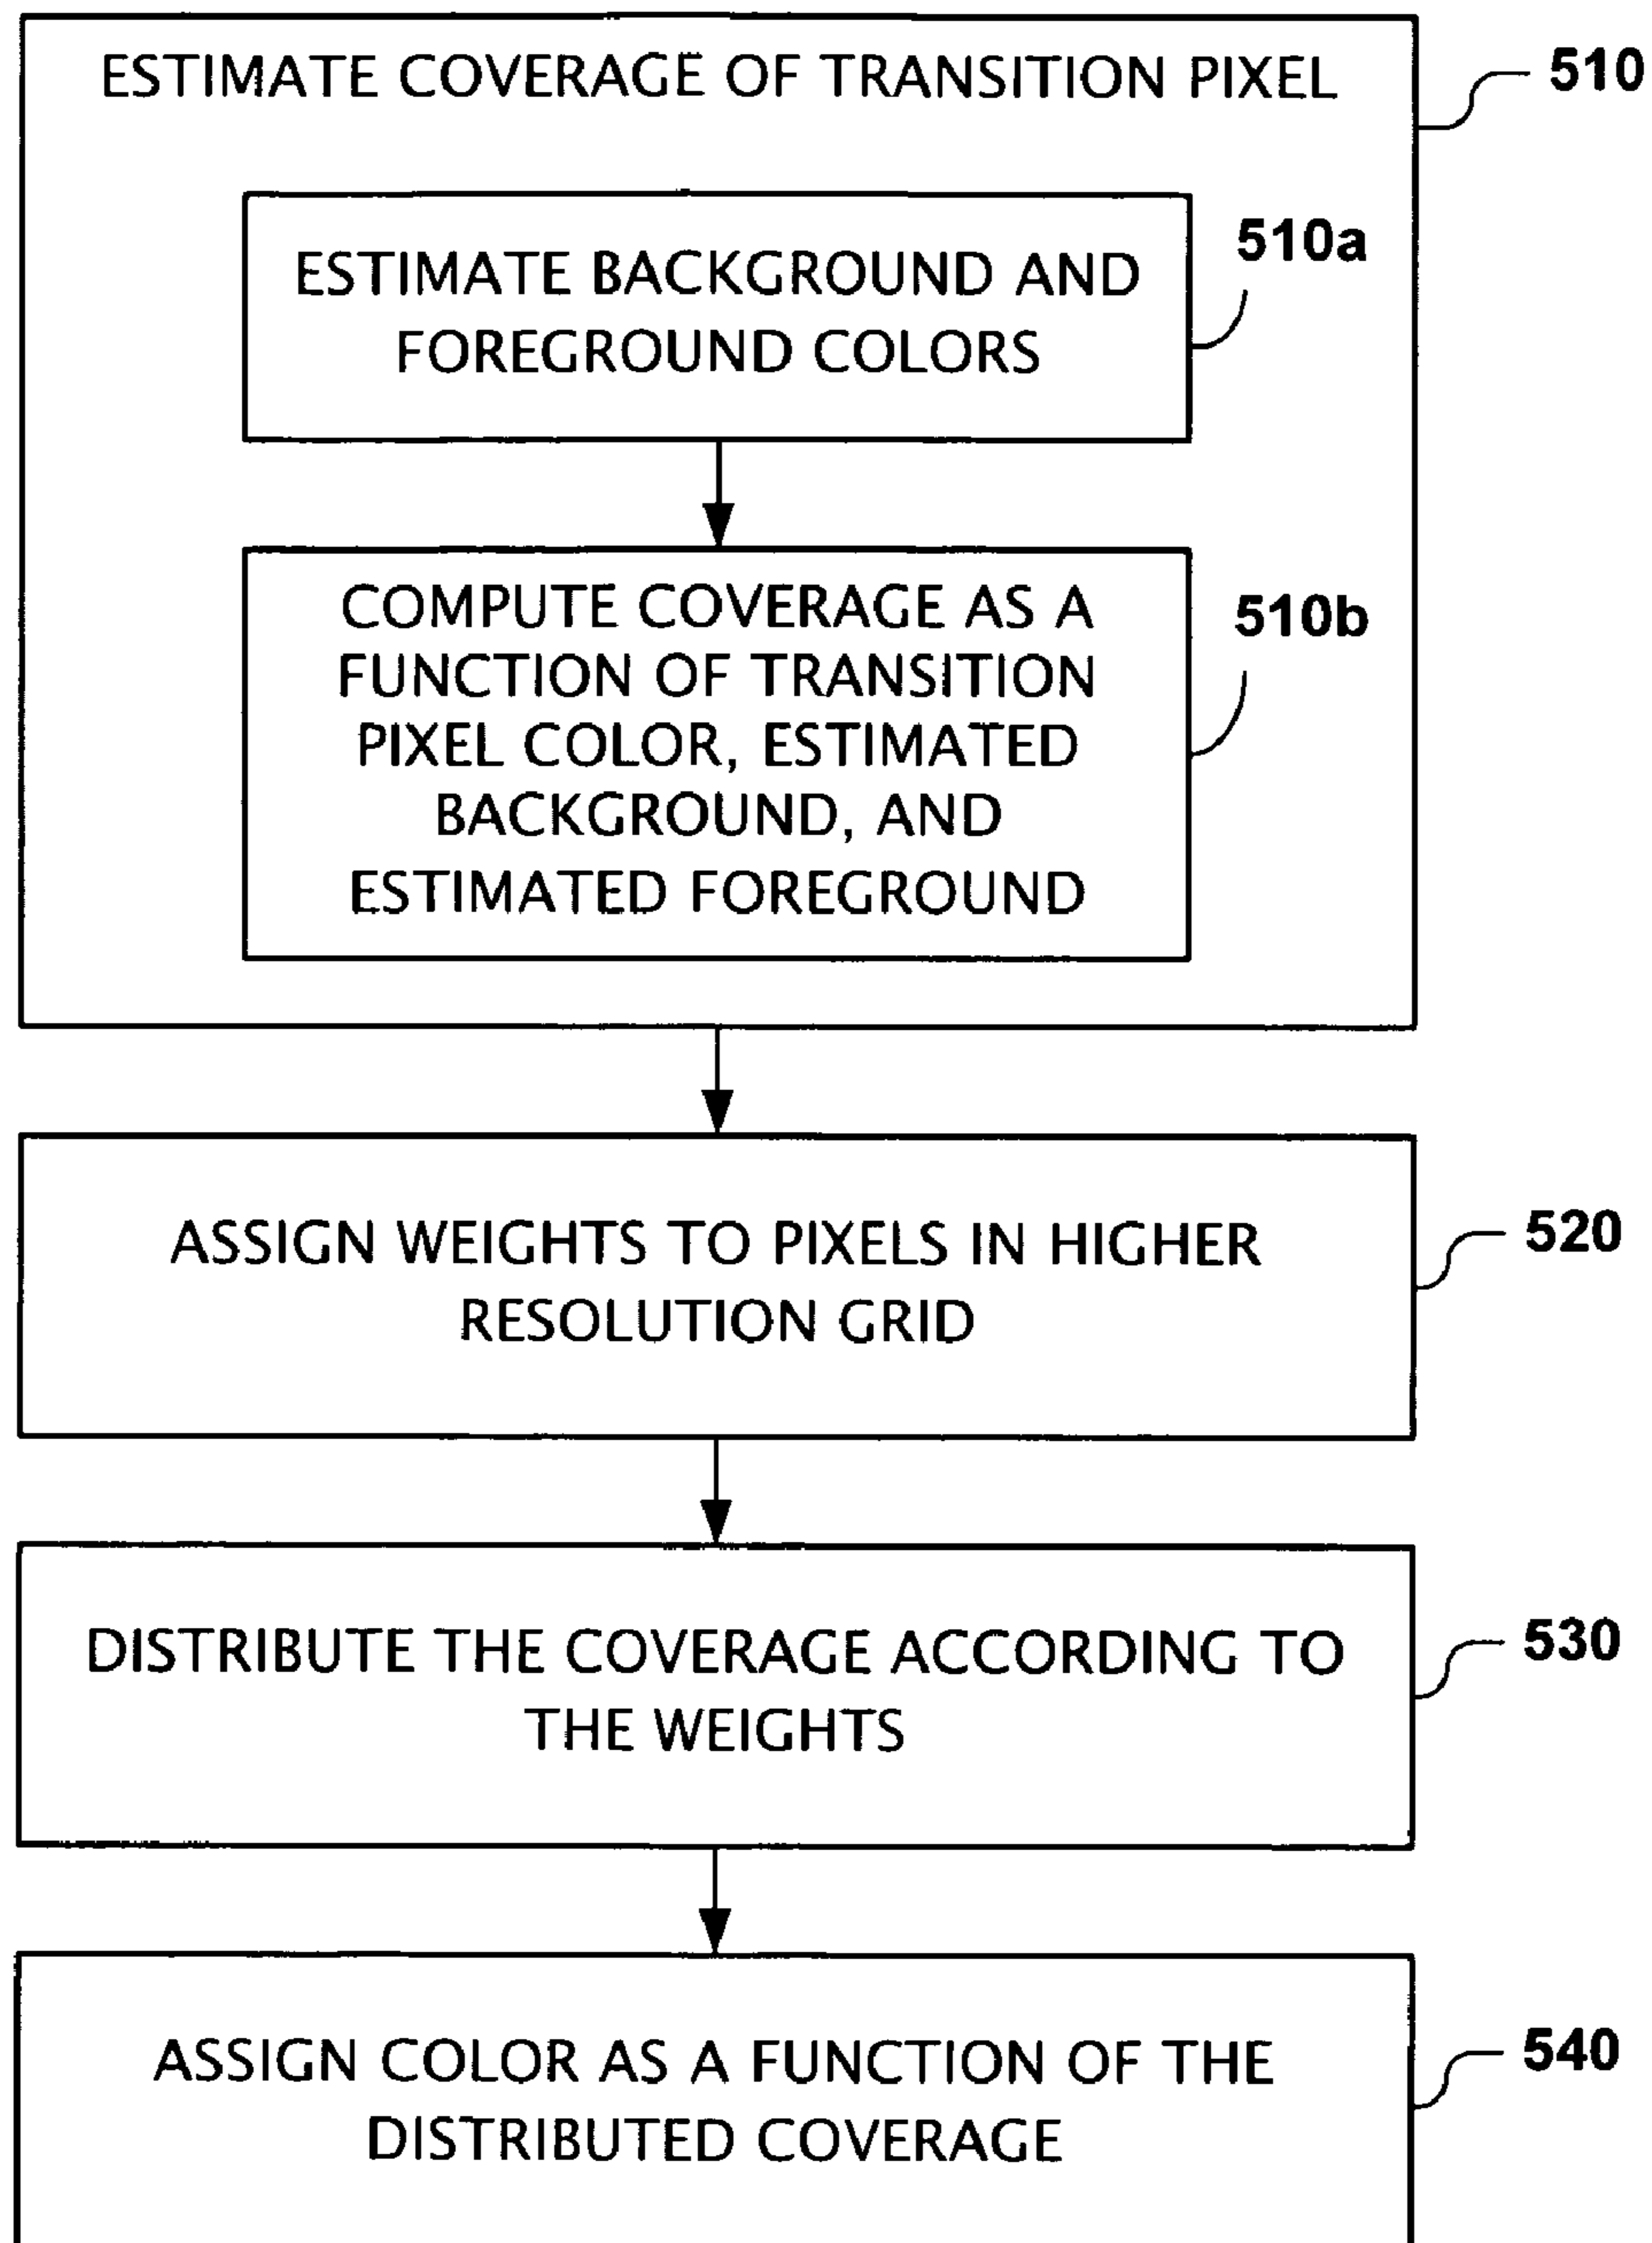 ESTIMATE COVERAGE OF TRANSITION PIXEL
510
ESTIMATE BACKGROUND AND
FOREGROUND COLORS
510a
COMPUTE COVERAGE AS A
FUNCTION OF TRANSITION
PIXEL COLOR, ESTIMATED
BACKGROUND, AND
ESTIMATED FOREGROUND
510b
ASSIGN WEIGHTS TO PIXELS IN HIGHER
RESOLUTION GRID
520
DISTRIBUTE THE COVERAGE ACCORDING TO
THE WEIGHTS
530
ASSIGN COLOR AS A FUNCTION OF THE
DISTRIBUTED COVERAGE
540